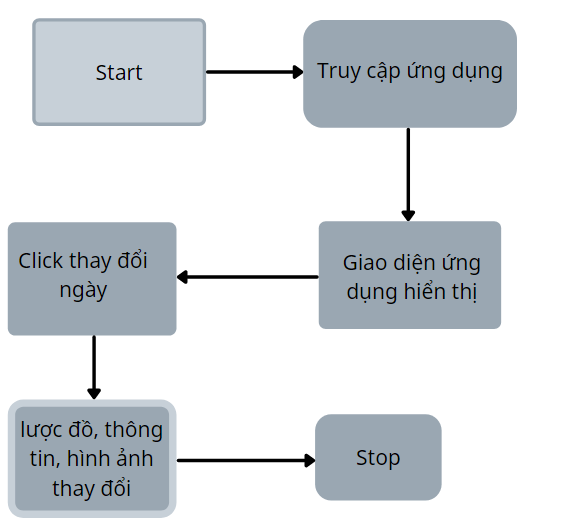 Start
Truy cập ứng dụng
Giao diện ứng
dụng hiển thị
Click thay đổi
ngày
lược đồ, thông
tin, hình ảnh
thay đổi
Stop